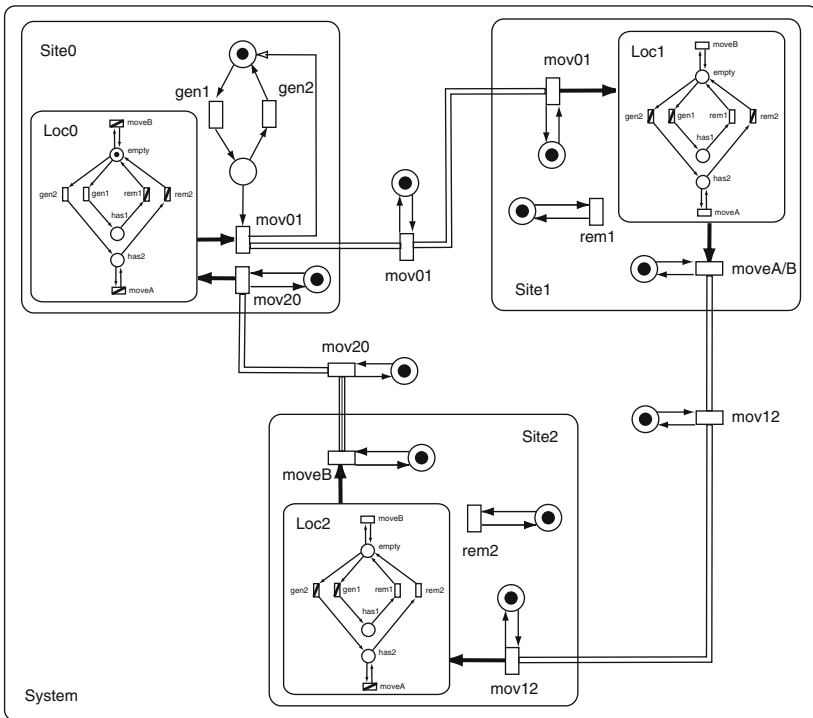 Site0
gen1
gen2
Loc0
moveB
empty
gen2
gen1
rem1
rem2
has1
has2
moveA
mov01
mov20
mov01
mov01
Loc1
moveB
empty
gen2
gen1
rem1
rem2
has1
has2
moveA
rem1
moveA/B
Site1
mov20
mov12
Site2
moveB
Loc2
moveB
empty
gen2
gen1
rem1
rem2
has1
has2
moveA
rem2
mov12
System